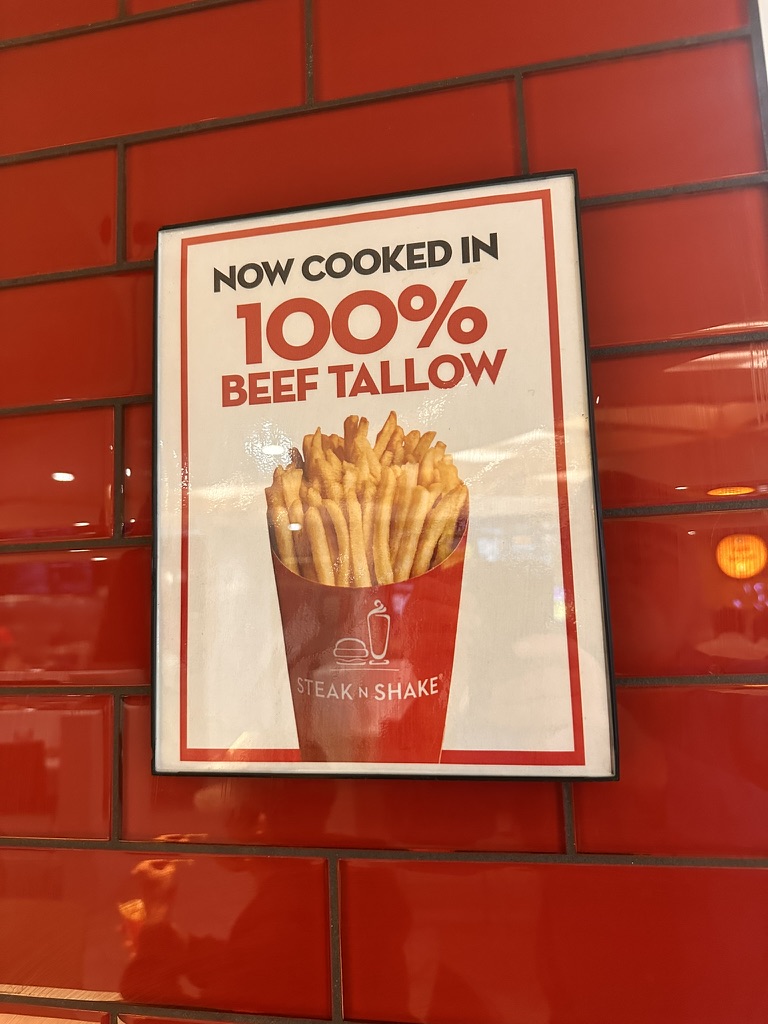 NOW COOKED IN
100%
BEEF TALLOW
STEAK N SHAKE®